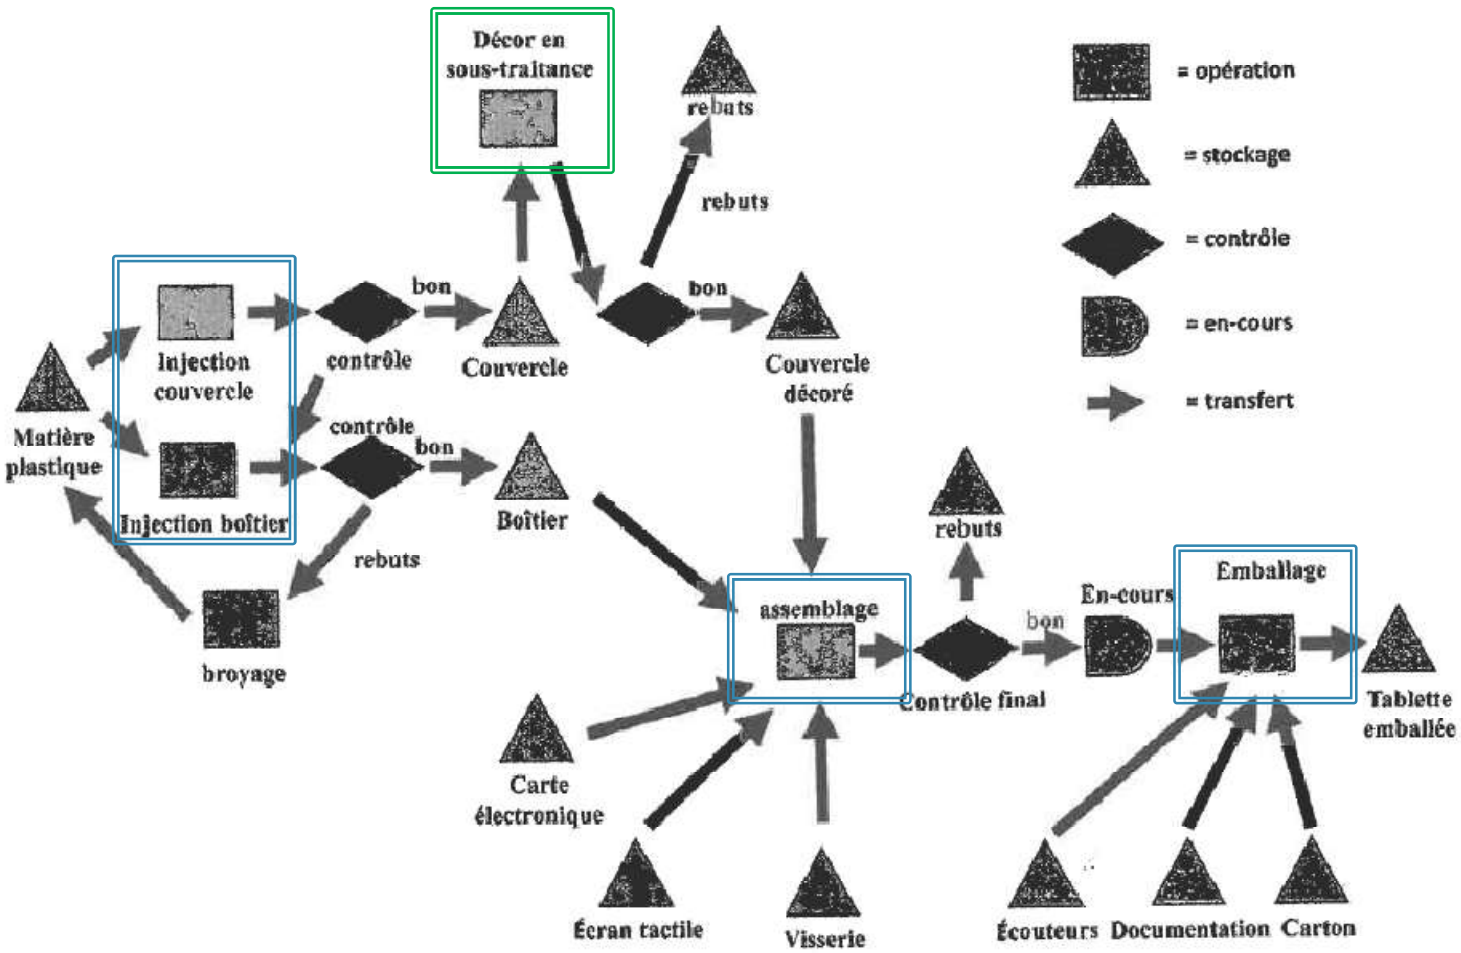 Décor en
sous-traitance
rebuts
= opération
= stockage
rebuts
= contrôle
bon
bon
= en-cours
Injection
couvercle
contrôle
Couvercle
Couvercle
décoré
= transfert
Matière
plastique
contrôle
bon
Injection boîtier
Boîtier
rebuts
rebuts
assemblage
Emballage
En-cours
bon
broyage
Contrôle final
Tablette
emballée
Carte
électronique
Écran tactile
Visserie
Écouteurs
Documentation
Carton